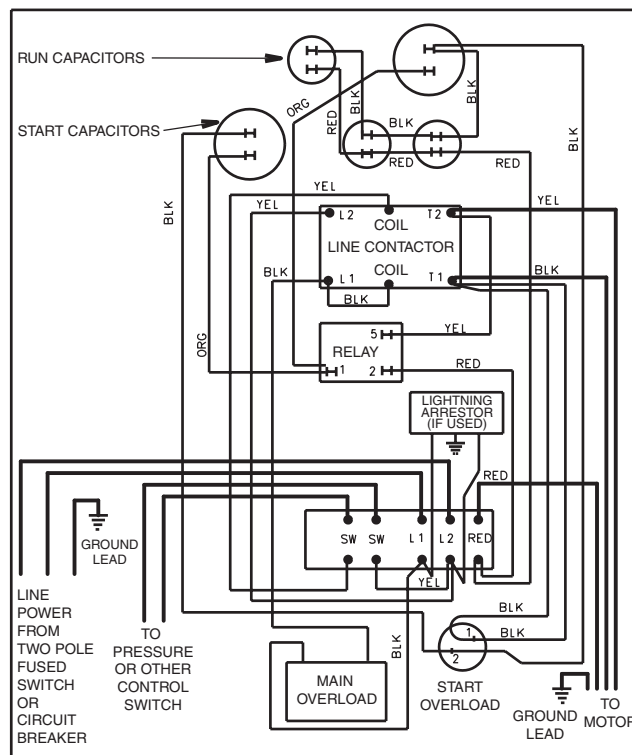 RUN CAPACITORS
START CAPACITORS
ORG
RED
BLK
BLK
RED
RED
BLK
BLK
BLK
YEL
YEL
YEL
L2
COIL
T2
LINE CONTACTOR
BLK
COIL
BLK
L1
T1
BLK
ORG
5
YEL
RELAY
1
2
RED
LIGHTNING
ARRESTOR
(IF USED)
RED
GROUND
LEAD
SW
SW
L1
L2
RED
YEL
LINE
POWER
FROM
TWO POLE
FUSED
SWITCH
OR
CIRCUIT
BREAKER
TO
PRESSURE
OR OTHER
CONTROL
SWITCH
BLK
BLK
1
BLK
2
MAIN
OVERLOAD
START
OVERLOAD
GROUND
LEAD
TO
MOTOR